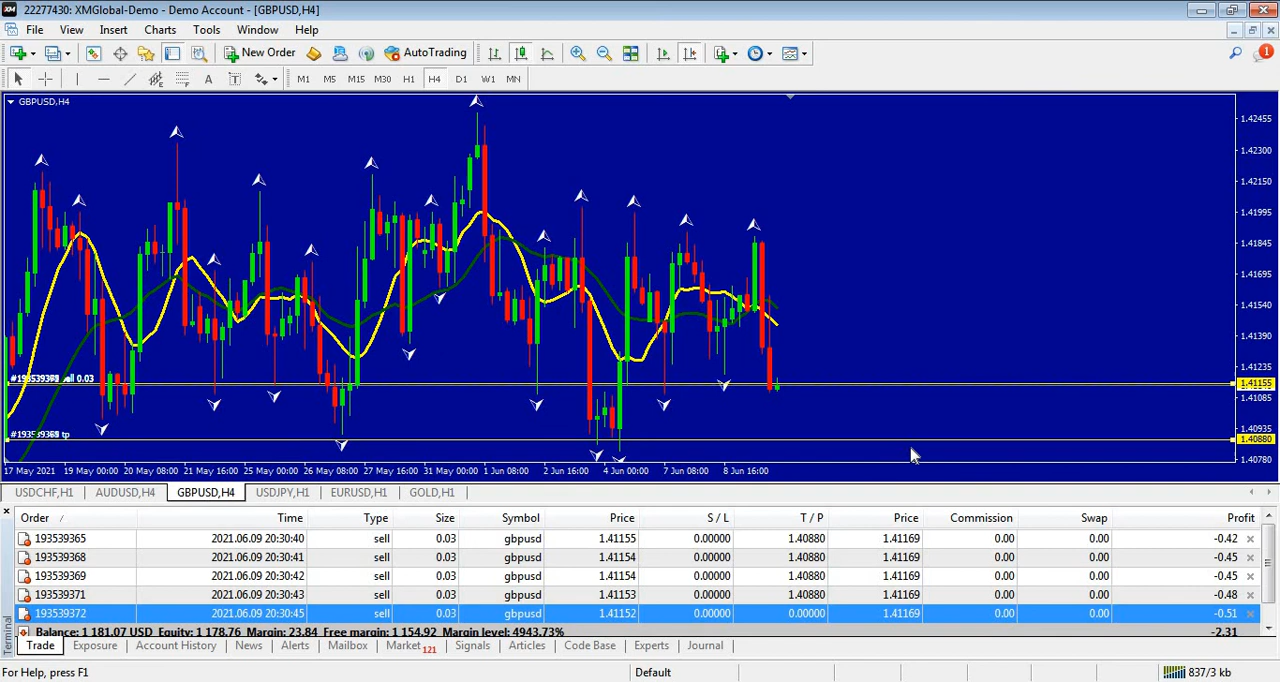 22277430: XMGlobal-Demo - Demo Account - [GBPUSD,H4]
File View Insert Charts Tools Window Help
New Order AutoTrading 1
A T M1 M5 M15 M30 H1 H4 D1 W1 MN
GBPUSD,H4
1.42455
1.42300
1.42150
1.41995
1.41845
1.41695
1.41540
1.41390
1.41235
sell 0.03
1.41155
1.41085
1.40935
tp
1.40880
1.40780
17 May 2021 19 May 00:00 20 May 08:00 21 May 16:00 25 May 00:00 26 May 08:00 27 May 16:00 31 May 00:00 1 Jun 08:00 2 Jun 16:00 4 Jun 00:00 7 Jun 08:00 8 Jun 16:00
USDCHF,H1 AUDUSD,H4 GBPUSD,H4 USDJPY,H1 EURUSD,H1 GOLD,H1
Order / Time Type Size Symbol Price S / L T / P Price Commission Swap Profit
193539365 2021.06.09 20:30:40 sell 0.03 gbpusd 1.41155 0.00000 1.40880 1.41169 0.00 0.00 -0.42
193539368 2021.06.09 20:30:41 sell 0.03 gbpusd 1.41154 0.00000 1.40880 1.41169 0.00 0.00 -0.45
193539369 2021.06.09 20:30:42 sell 0.03 gbpusd 1.41154 0.00000 1.40880 1.41169 0.00 0.00 -0.45
193539371 2021.06.09 20:30:43 sell 0.03 gbpusd 1.41153 0.00000 1.40880 1.41169 0.00 0.00 -0.48
193539372 2021.06.09 20:30:45 sell 0.03 gbpusd 1.41152 0.00000 0.00000 1.41169 0.00 0.00 -0.51
Balance: 1 181.07 USD Equity: 1 178.76 Margin: 23.84 Free margin: 1 154.92 Margin level: 4943.73% -2.31
Trade Exposure Account History News Alerts Mailbox Market 121 Signals Articles Code Base Experts Journal
Terminal
For Help, press F1 Default 837/3 kb